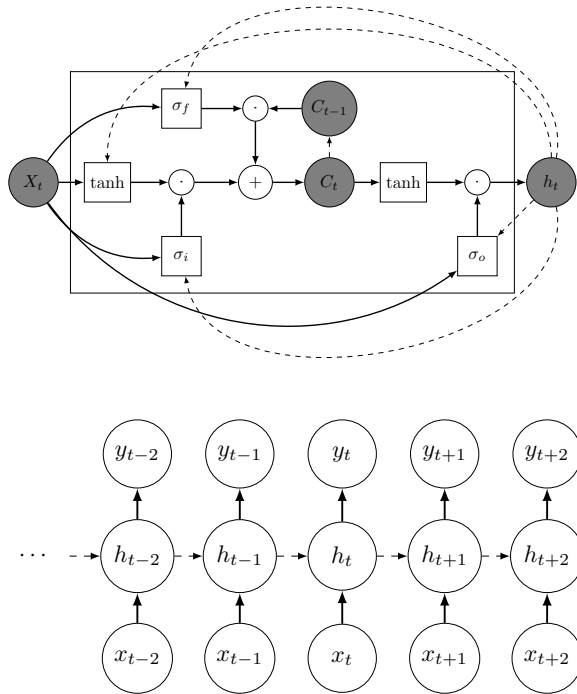 σ_f · C_{t−1}
X_t tanh · + C_t tanh · h_t
σ_i σ_o
y_{t−2} y_{t−1} y_t y_{t+1} y_{t+2}
… h_{t−2} h_{t−1} h_t h_{t+1} h_{t+2}
x_{t−2} x_{t−1} x_t x_{t+1} x_{t+2}